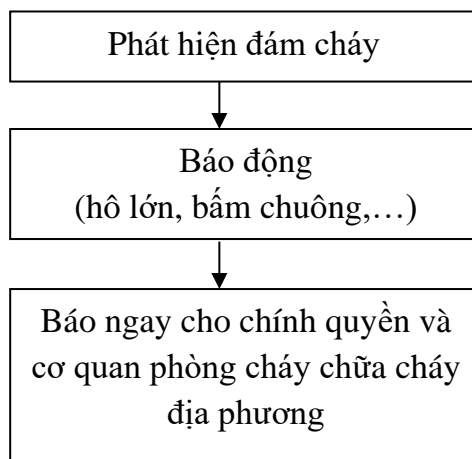 Phát hiện đám cháy
Báo động
(hô lớn, bấm chuông,…)
Báo ngay cho chính quyền và
cơ quan phòng cháy chữa cháy
địa phương